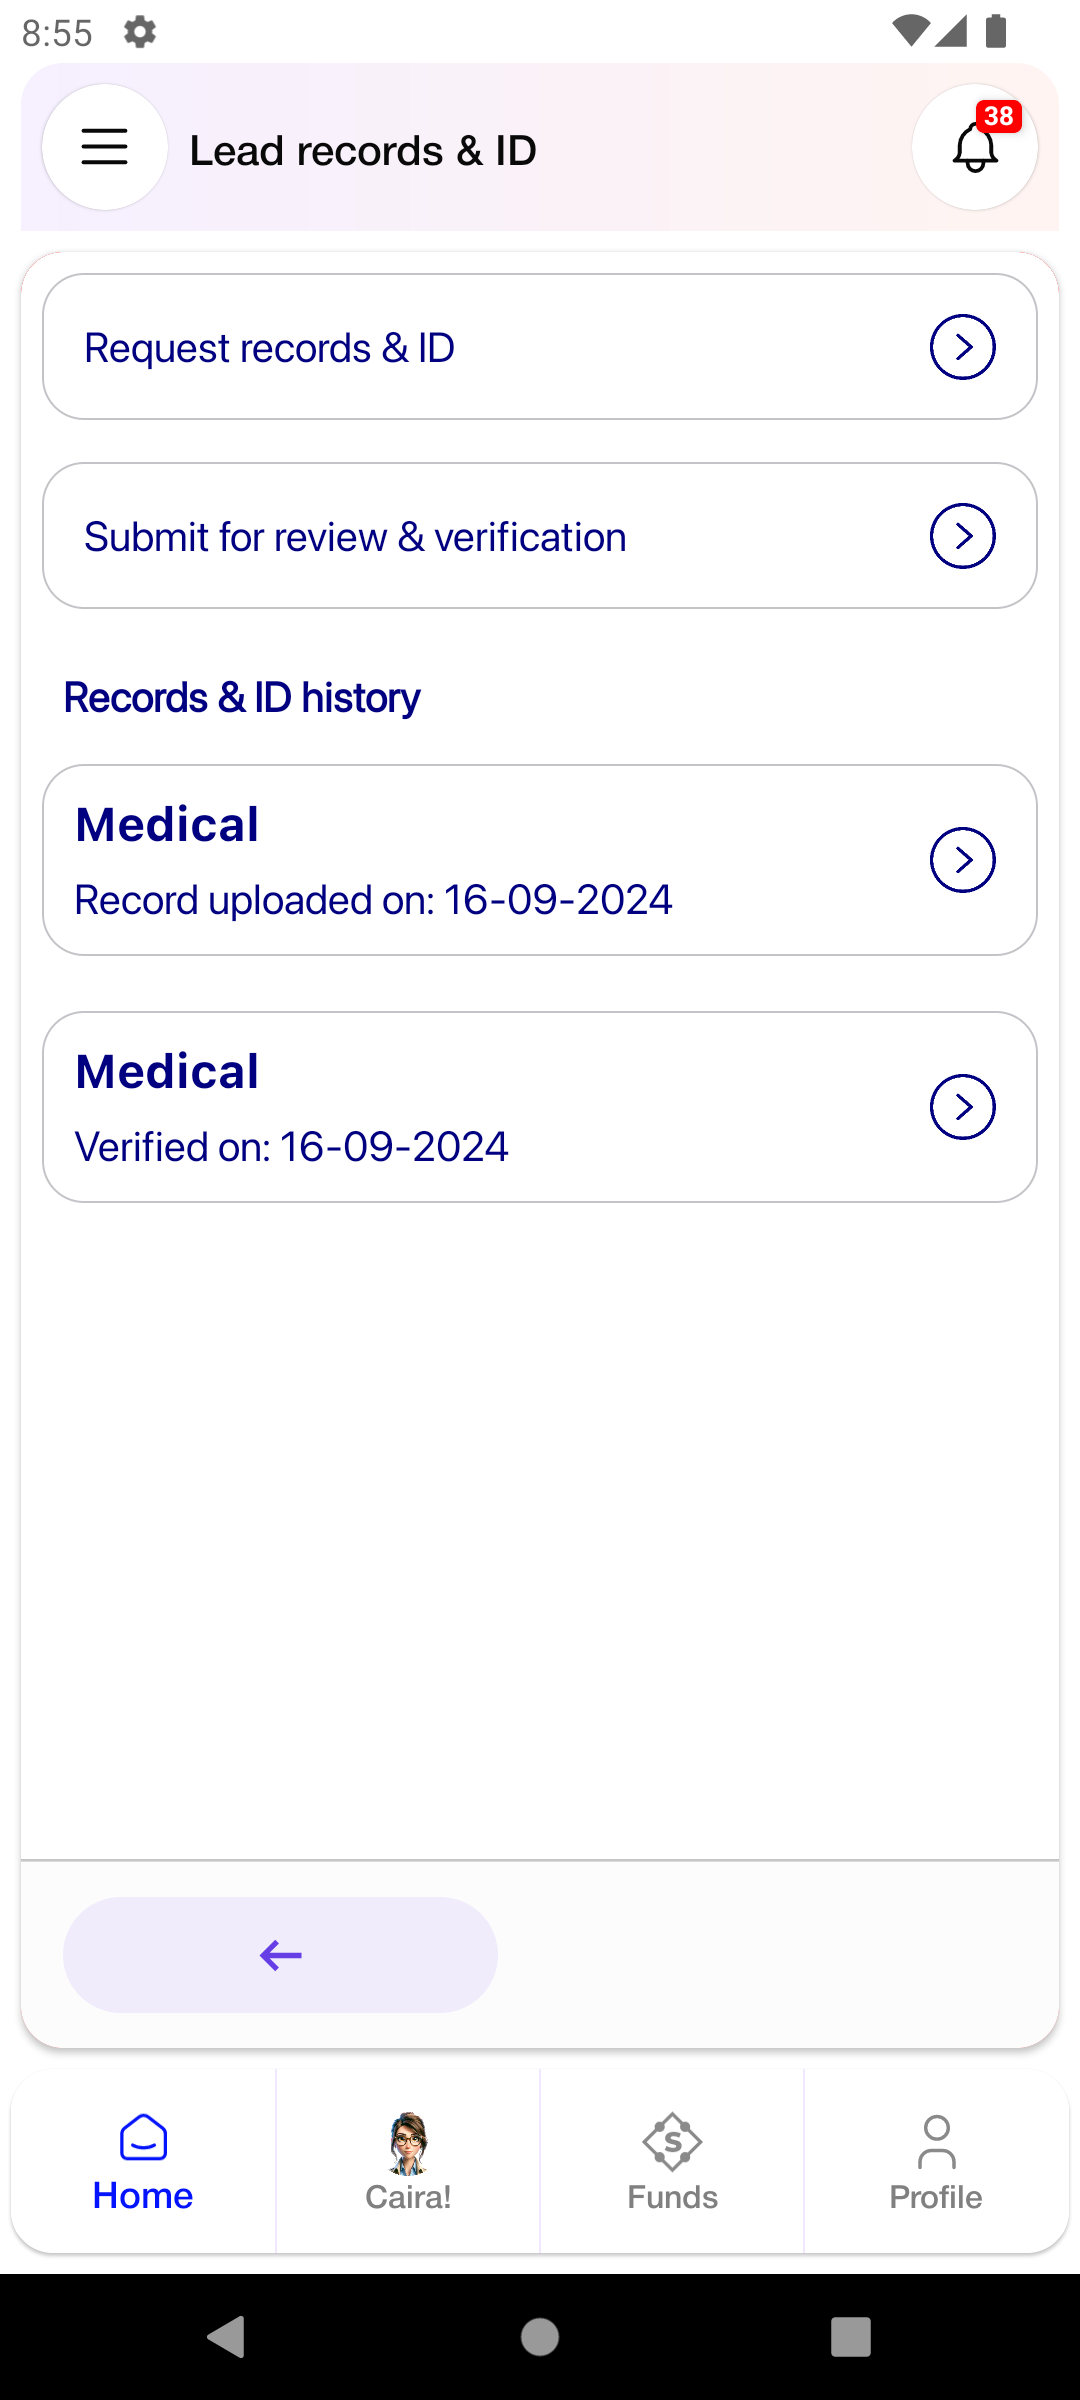 8:55
Lead records & ID
38
Request records & ID
Submit for review & verification
Records & ID history
Medical
Record uploaded on: 16-09-2024
Medical
Verified on: 16-09-2024
Home
Caira!
Funds
Profile